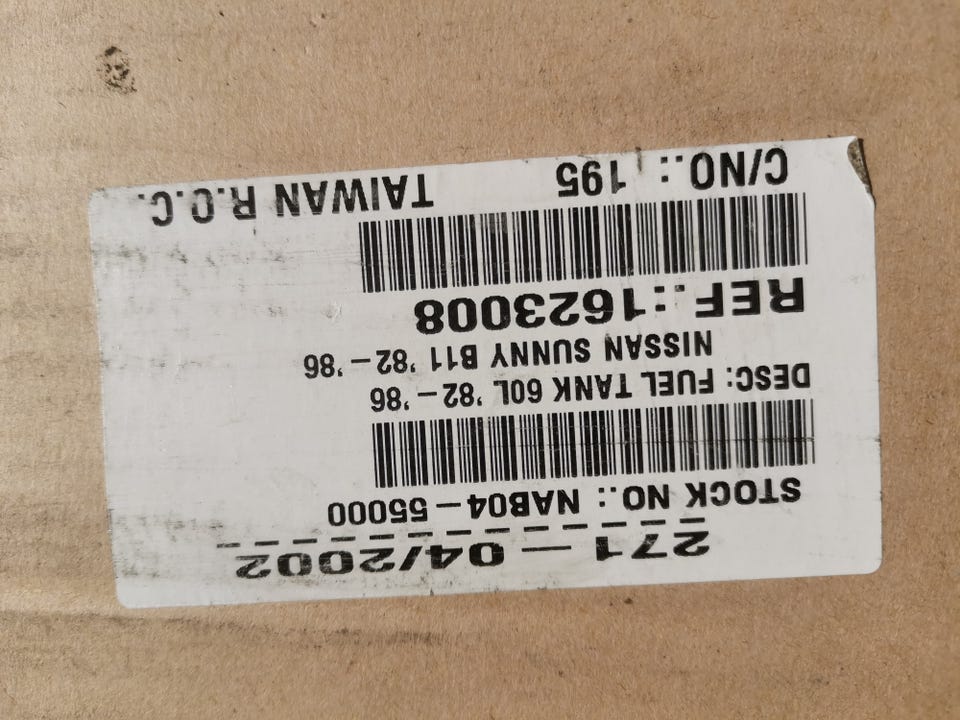 271 — 04/2002
STOCK NO.: NAB04—55000
DESC: FUEL TANK 60L '82—'86
NISSAN SUNNY B11 '82—'86
REF.:1623008
C/NO.: 195 TAIWAN R.O.C.